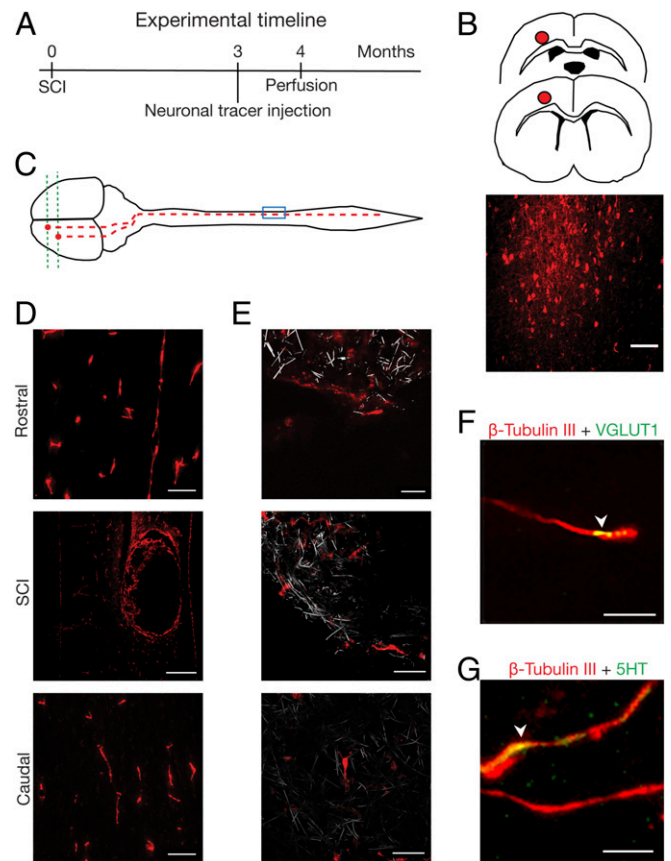 A
Experimental timeline
0 3 4 Months
SCI Perfusion
Neuronal tracer injection
B
C
D
E
Rostral
SCI
Caudal
F
β-Tubulin III + VGLUT1
G
β-Tubulin III + 5HT